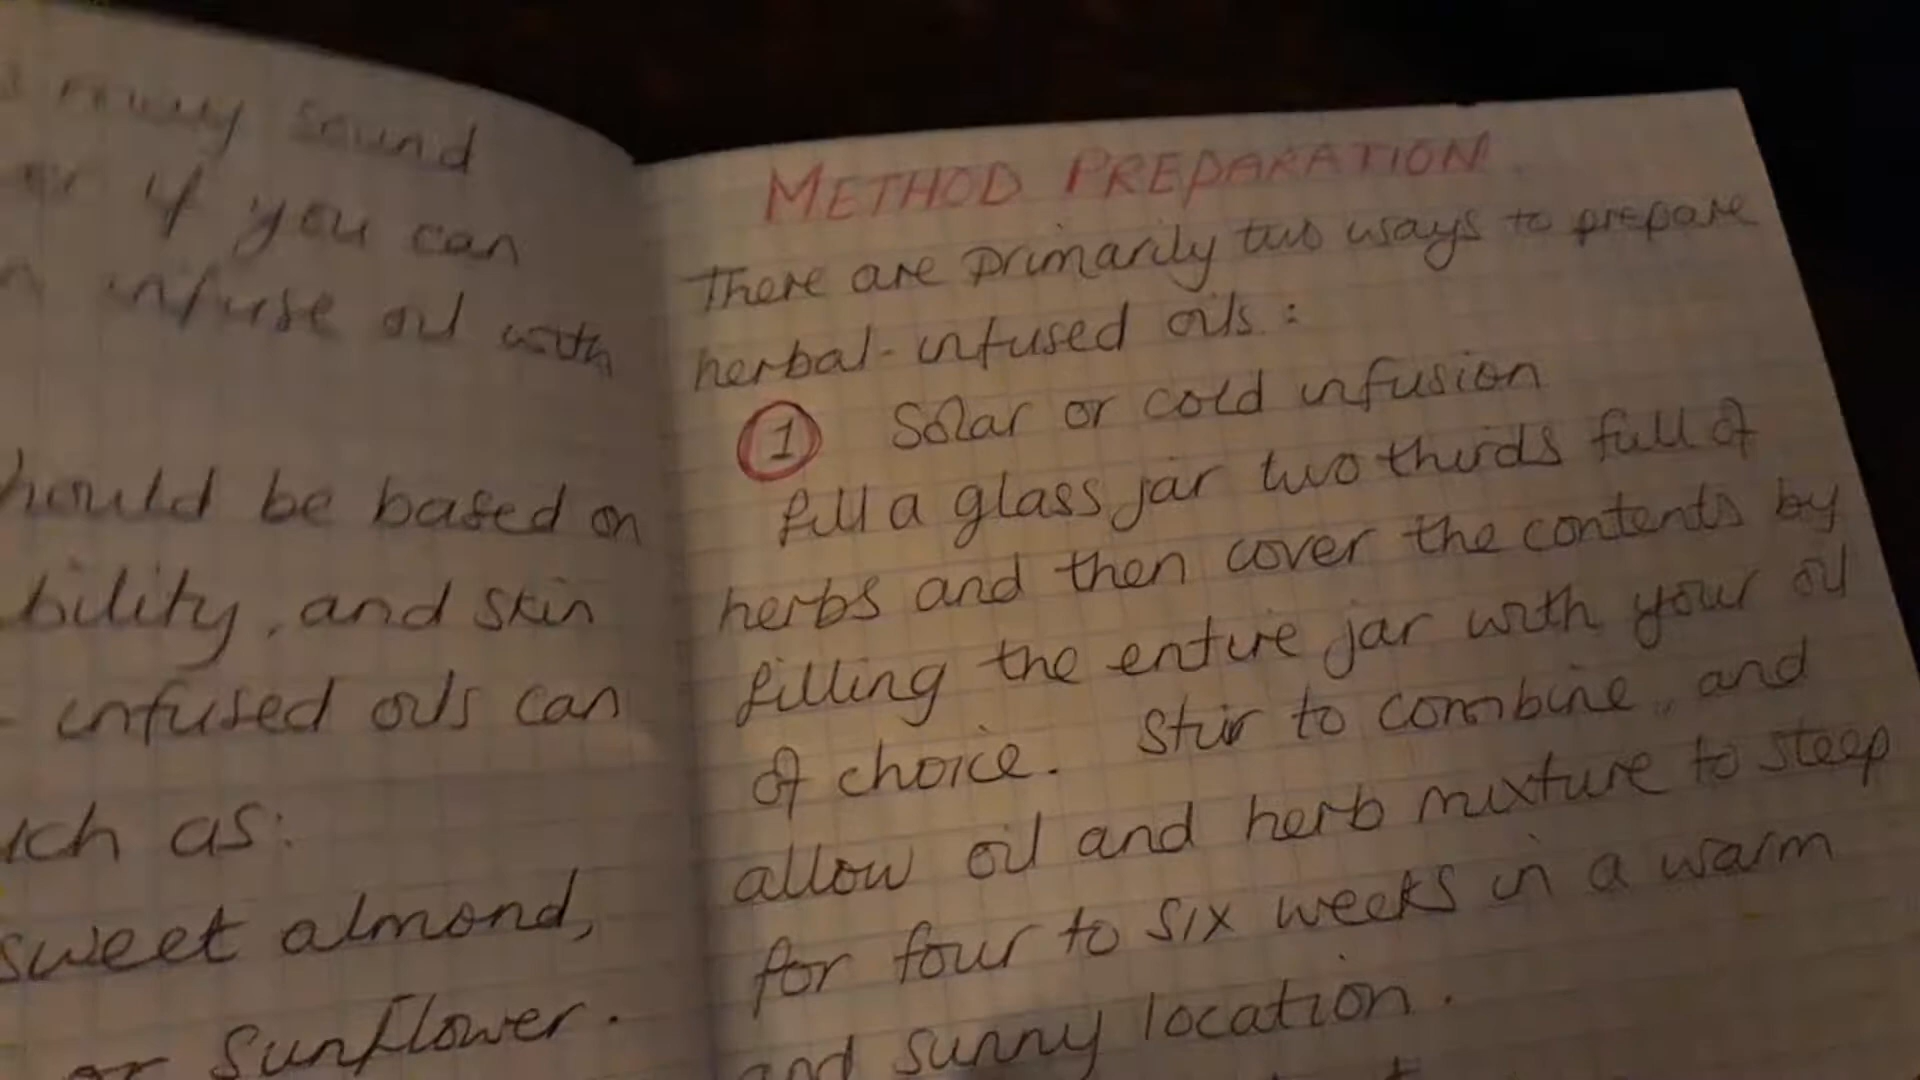 sound
if you can
infuse oil with
hould be based on
bility, and skin
- infused oils can
uch as:
sweet almond,
or sunflower.
METHOD PREPARATION
There are primarily two ways to prepare
herbal-infused oils:
1 Solar or cold infusion
fill a glass jar two thirds full of
herbs and then cover the contents by
filling the entire jar with your oil
of choice. Stir to combine, and
allow oil and herb mixture to steep
for four to six weeks in a warm
and sunny location.